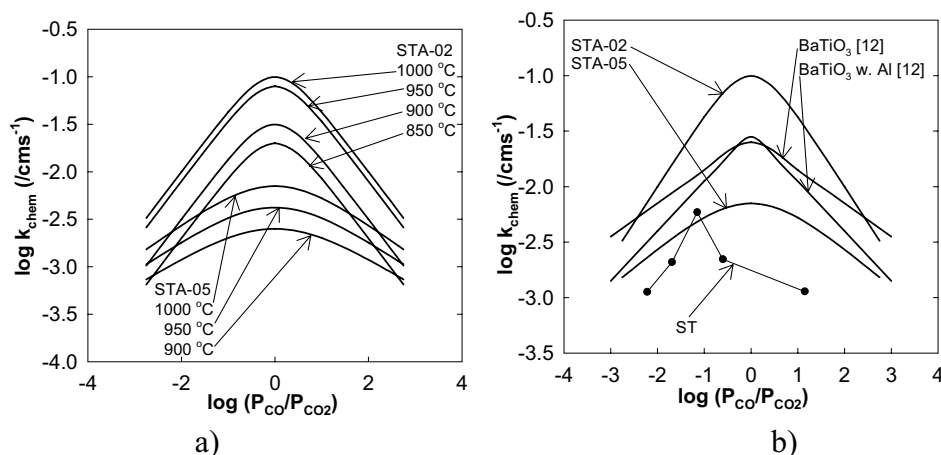 -0.5
-1.0
-1.5
-2.0
-2.5
-3.0
-3.5
-4.0
log k_chem (/cms⁻¹)
STA-02
1000 °C
950 °C
900 °C
850 °C
STA-05
1000 °C
950 °C
900 °C
-4 -2 0 2 4
log (P_CO/P_CO2)
a)
-0.5
-1.0
-1.5
-2.0
-2.5
-3.0
-3.5
log k_chem (/cms⁻¹)
STA-02
STA-05
BaTiO₃ [12]
BaTiO₃ w. Al [12]
ST
-4 -3 -2 -1 0 1 2 3 4
log (P_CO/P_CO2)
b)